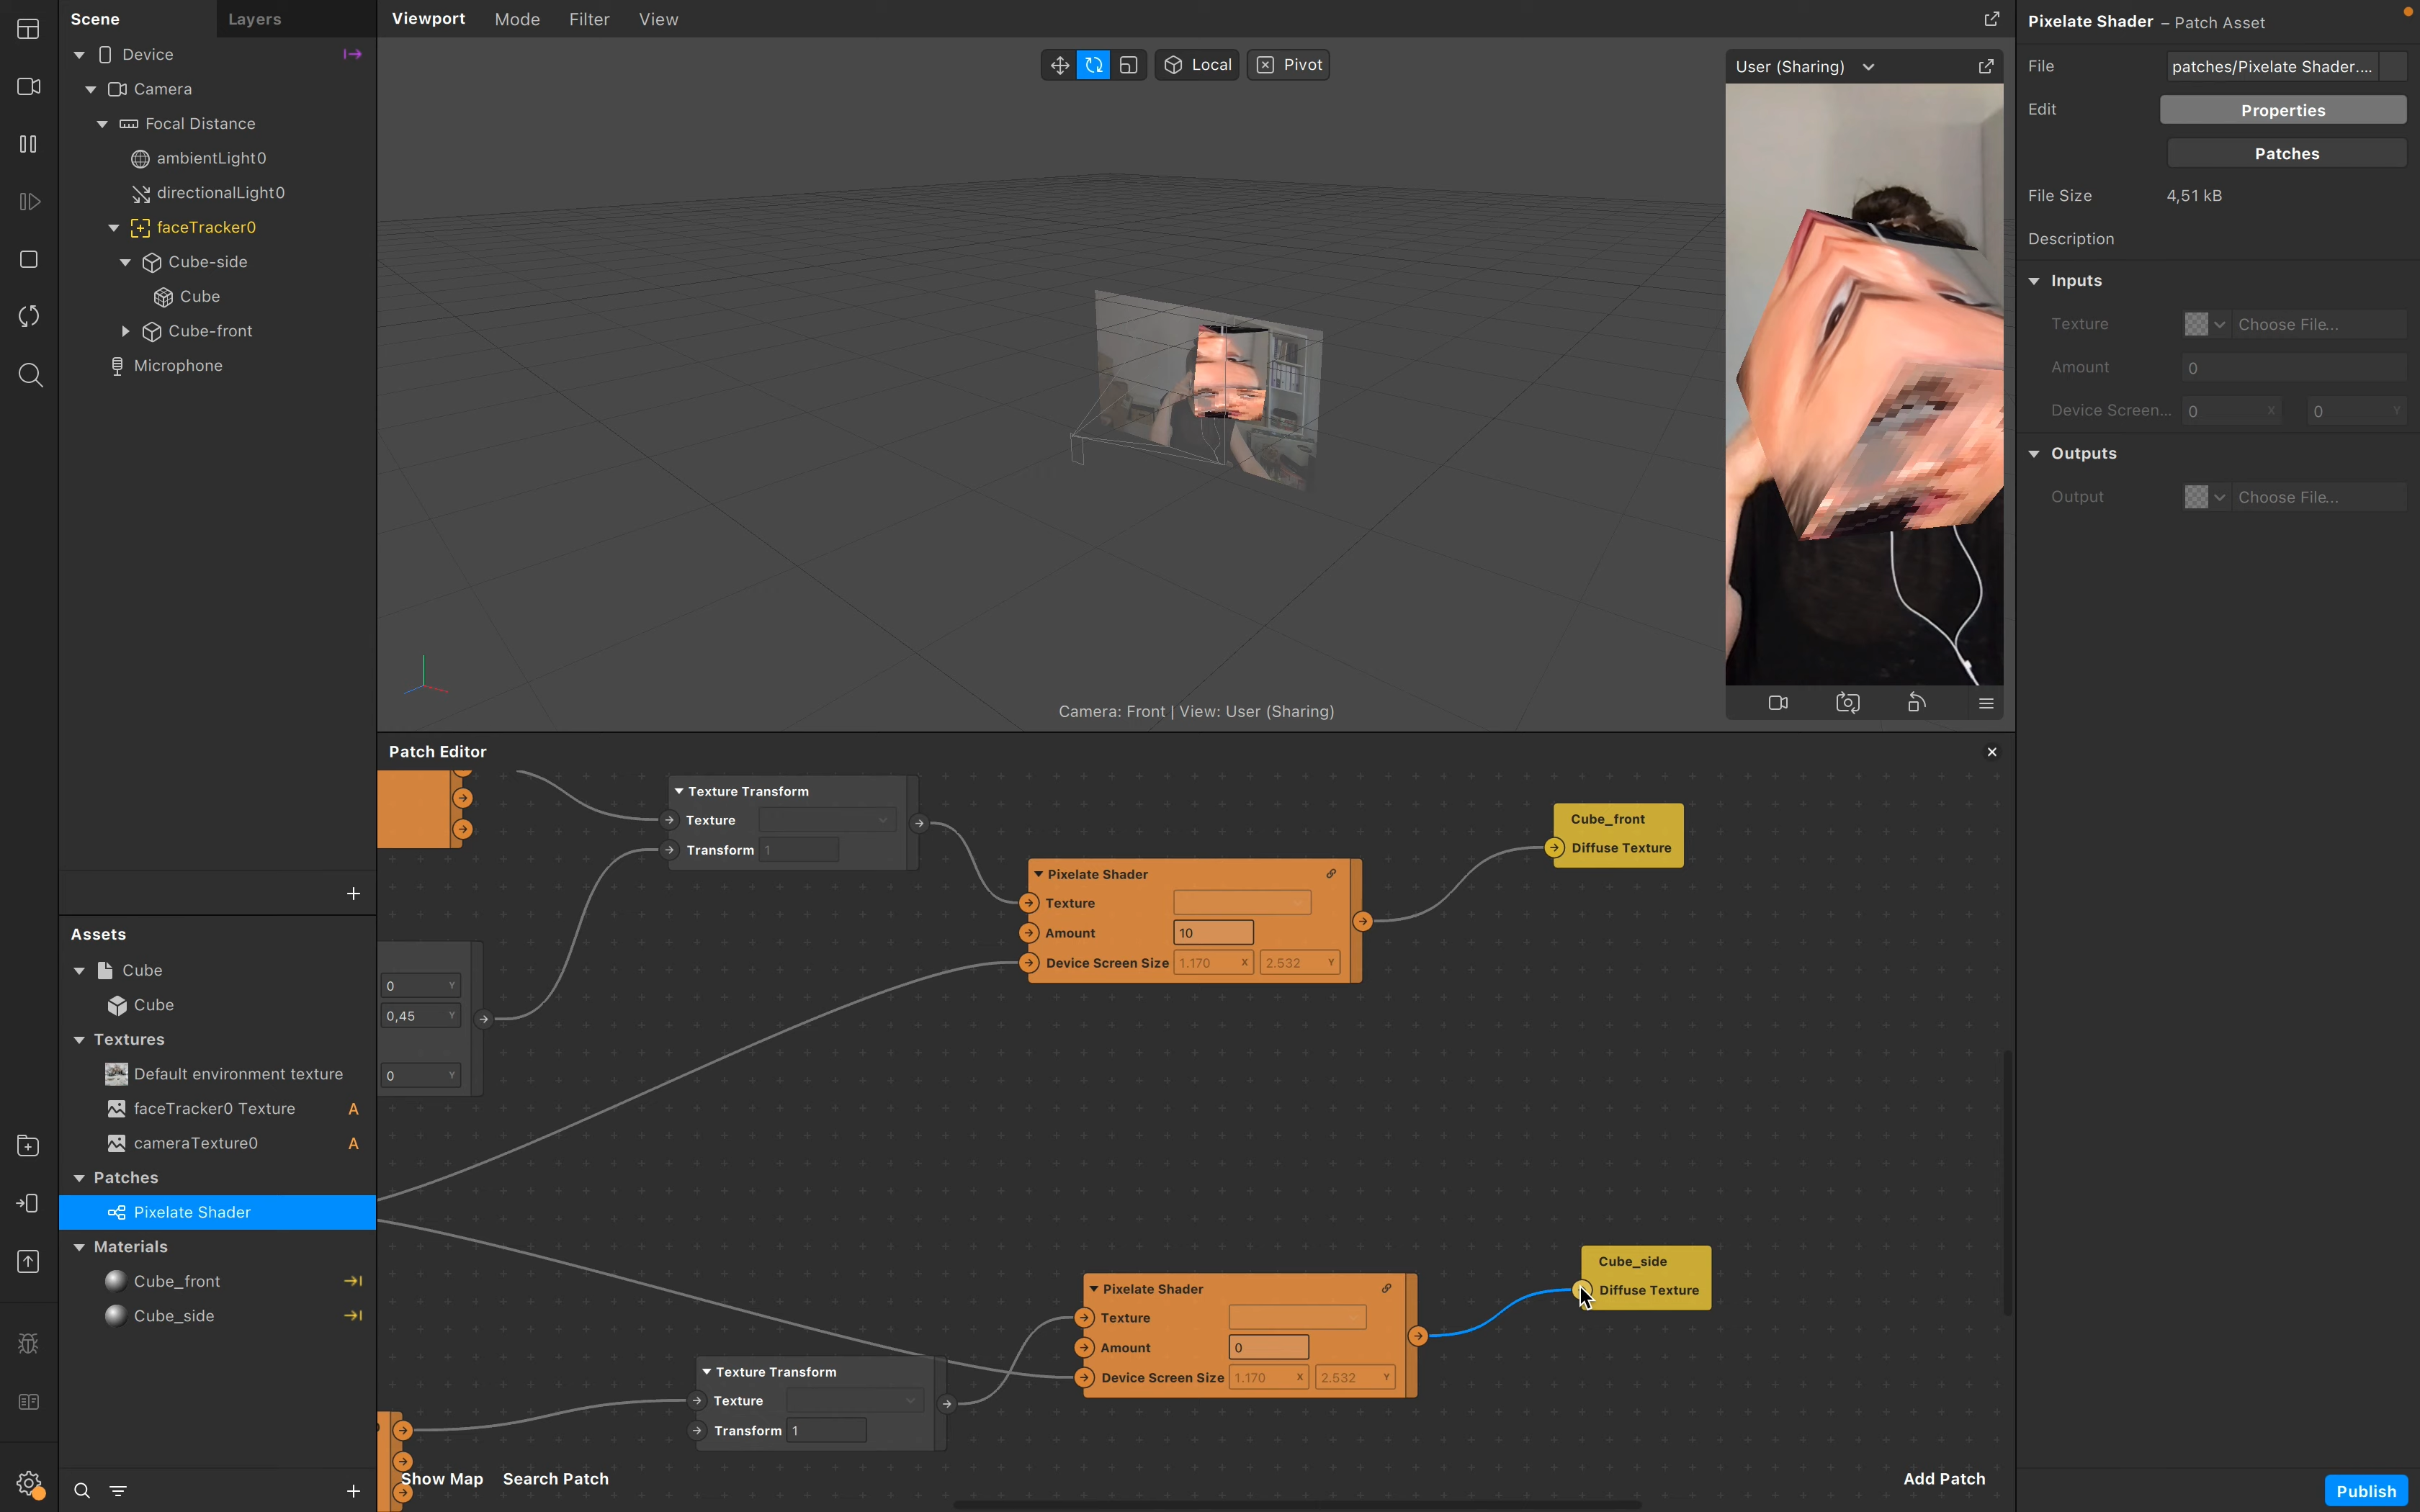 Scene
Layers
Device
Camera
Focal Distance
ambientLight0
directionalLight0
faceTracker0
Cube-side
Cube
Cube-front
Microphone
Assets
Cube
Cube
Textures
Default environment texture
faceTracker0 Texture A
cameraTexture0 A
Patches
Pixelate Shader
Materials
Cube_front
Cube_side
Viewport Mode Filter View
Local Pivot
User (Sharing)
Camera: Front | View: User (Sharing)
Patch Editor
0 Y
0,45 Y
0 Y
Texture Transform
Texture
Transform 1
Pixelate Shader
Texture
Amount 10
Device Screen Size 1.170 X 2.532 Y
Cube_front
Diffuse Texture
Cube_side
Diffuse Texture
Pixelate Shader
Texture
Amount 0
Device Screen Size 1.170 X 2.532 Y
Texture Transform
Texture
Transform 1
Show Map Search Patch
Add Patch
Pixelate Shader – Patch Asset
File patches/Pixelate Shader....
Edit Properties
Patches
File Size 4,51 kB
Description
Inputs
Texture Choose File...
Amount 0
Device Screen... 0 X 0 Y
Outputs
Output Choose File...
Publish